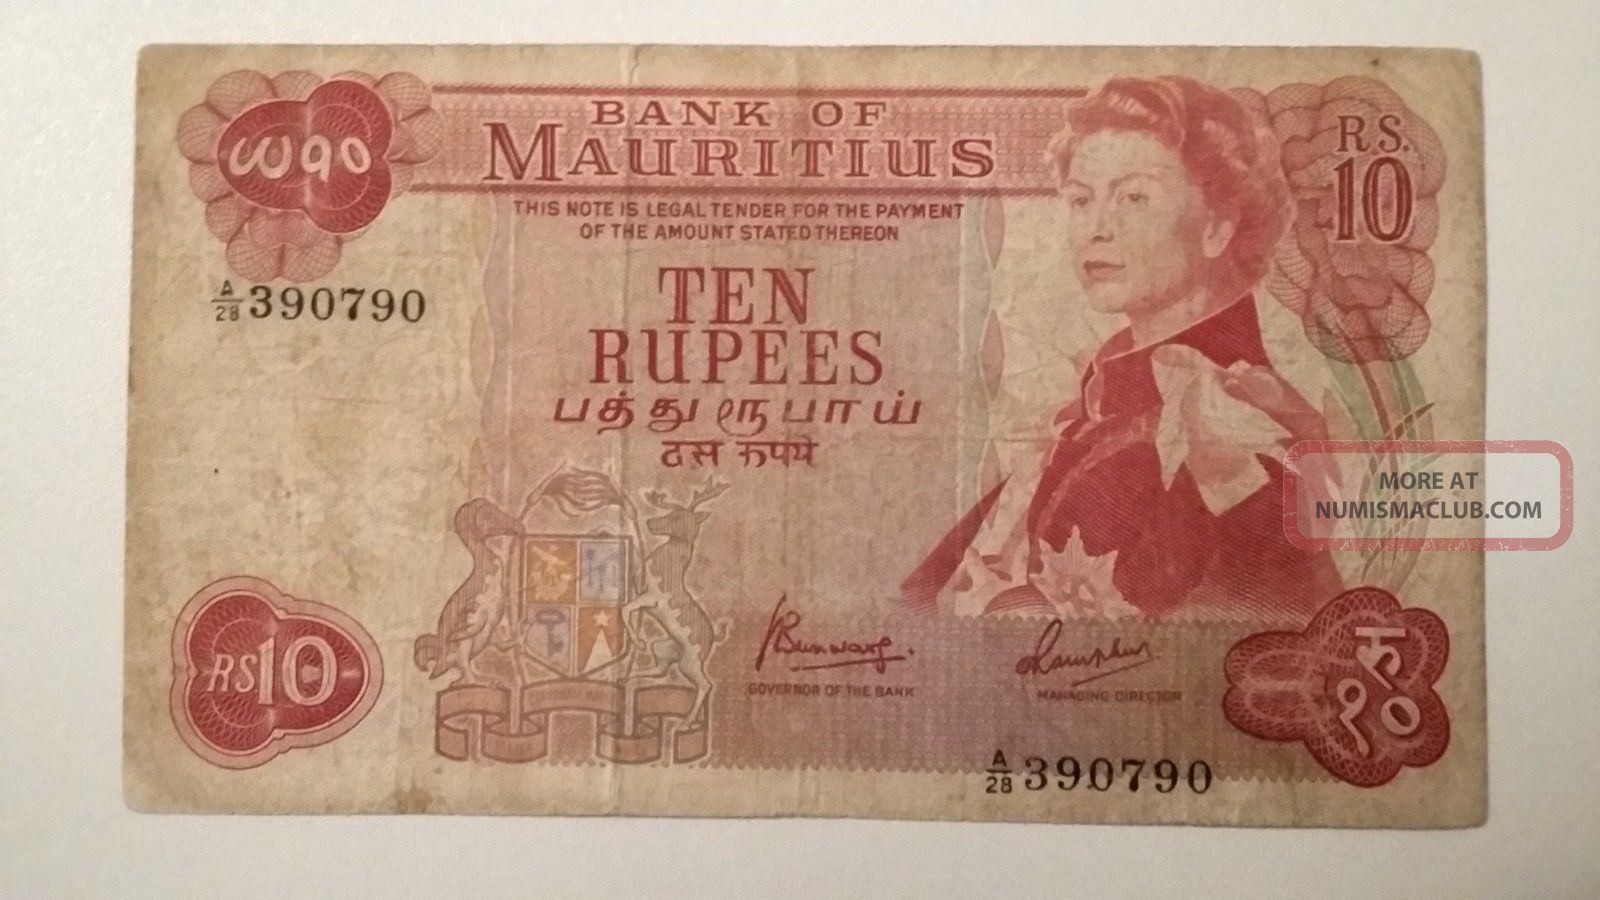 BANK OF
MAURITIUS
RS.
10
THIS NOTE IS LEGAL TENDER FOR THE PAYMENT
OF THE AMOUNT STATED THEREON
A/28 390790
TEN
RUPEES
பத்து ரூபாய்
दस रूपये
MORE AT
NUMISMACLUB.COM
RS10
GOVERNOR OF THE BANK
MANAGING DIRECTOR
रु
१०
A/28 390790